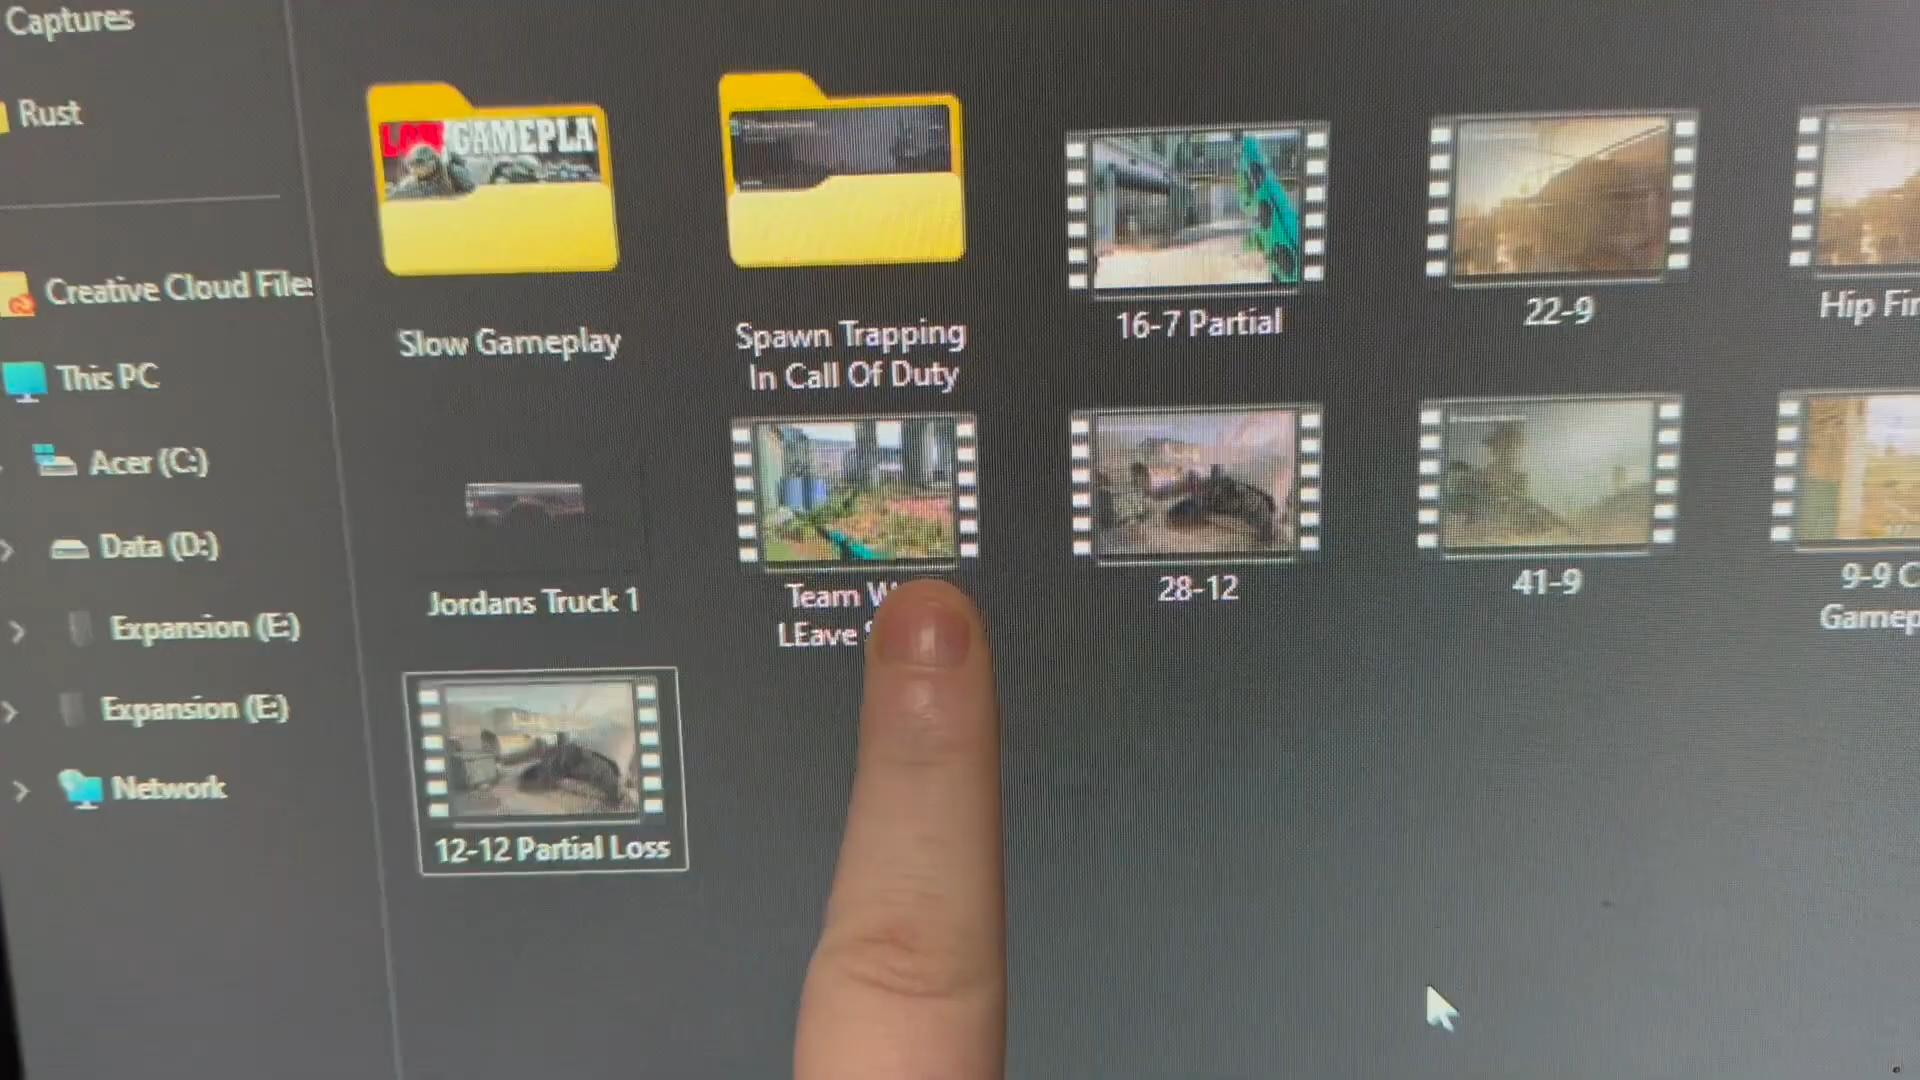 Captures
Rust
Creative Cloud Files
This PC
Acer (C:)
Data (D:)
Expansion (E:)
Expansion (E:)
Network
GAMEPLA
Slow Gameplay
Spawn Trapping
In Call Of Duty
16-7 Partial
22-9
Hip Fir
Jordans Truck 1
Team
LEave
28-12
41-9
9-9
Gamep
12-12 Partial Loss